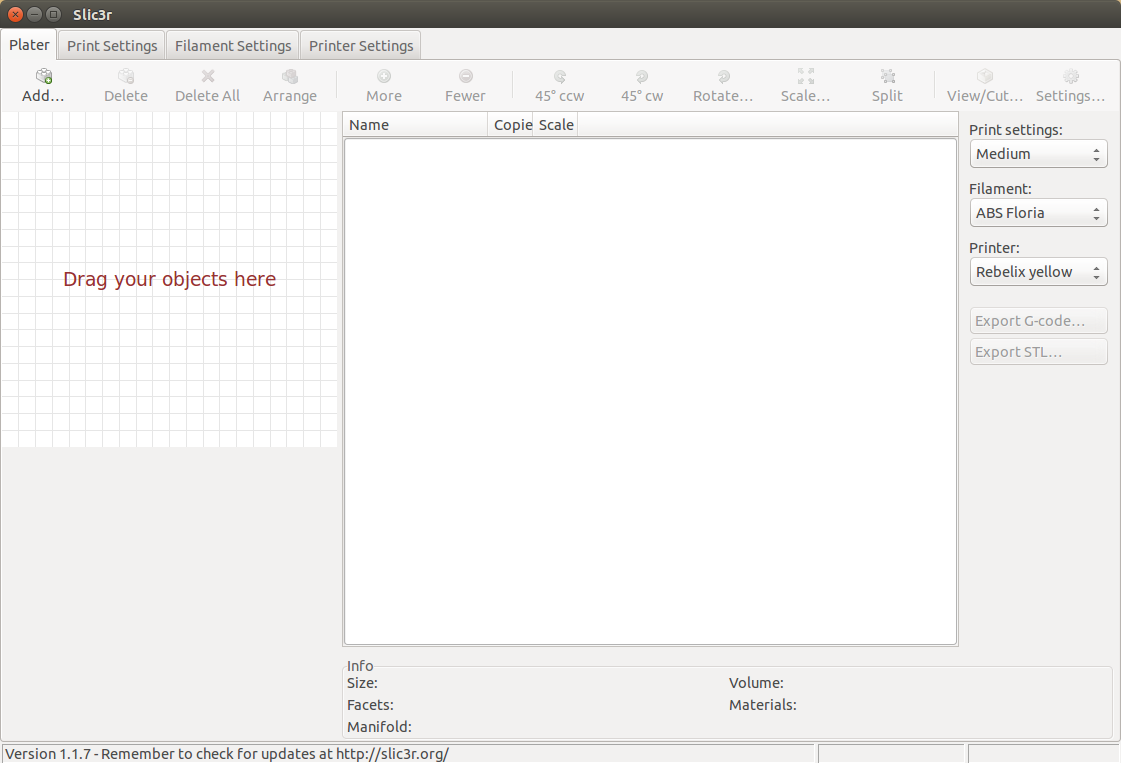 Slic3r
Plater Print Settings Filament Settings Printer Settings
Add... Delete Delete All Arrange More Fewer 45° ccw 45° cw Rotate... Scale... Split View/Cut... Settings...
Name Copie Scale
Print settings:
Medium
Filament:
ABS Floria
Printer:
Rebelix yellow
Export G-code...
Export STL...
Drag your objects here
Info
Size: Volume:
Facets: Materials:
Manifold:
Version 1.1.7 - Remember to check for updates at http://slic3r.org/